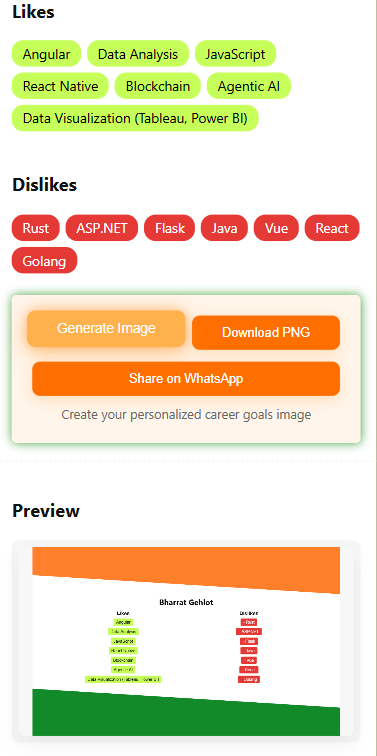 Likes
Angular Data Analysis JavaScript
React Native Blockchain Agentic AI
Data Visualization (Tableau, Power BI)
Dislikes
Rust ASP.NET Flask Java Vue React
Golang
Generate Image Download PNG
Share on WhatsApp
Create your personalized career goals image
Preview
Bharrat Gehlot
Likes Dislikes
Angular - Rust
Data Analysis - ASP.NET
JavaScript - Flask
React Native - Java
Blockchain - Vue
Agentic AI - React
Data Visualization (Tableau, Power BI) - Golang